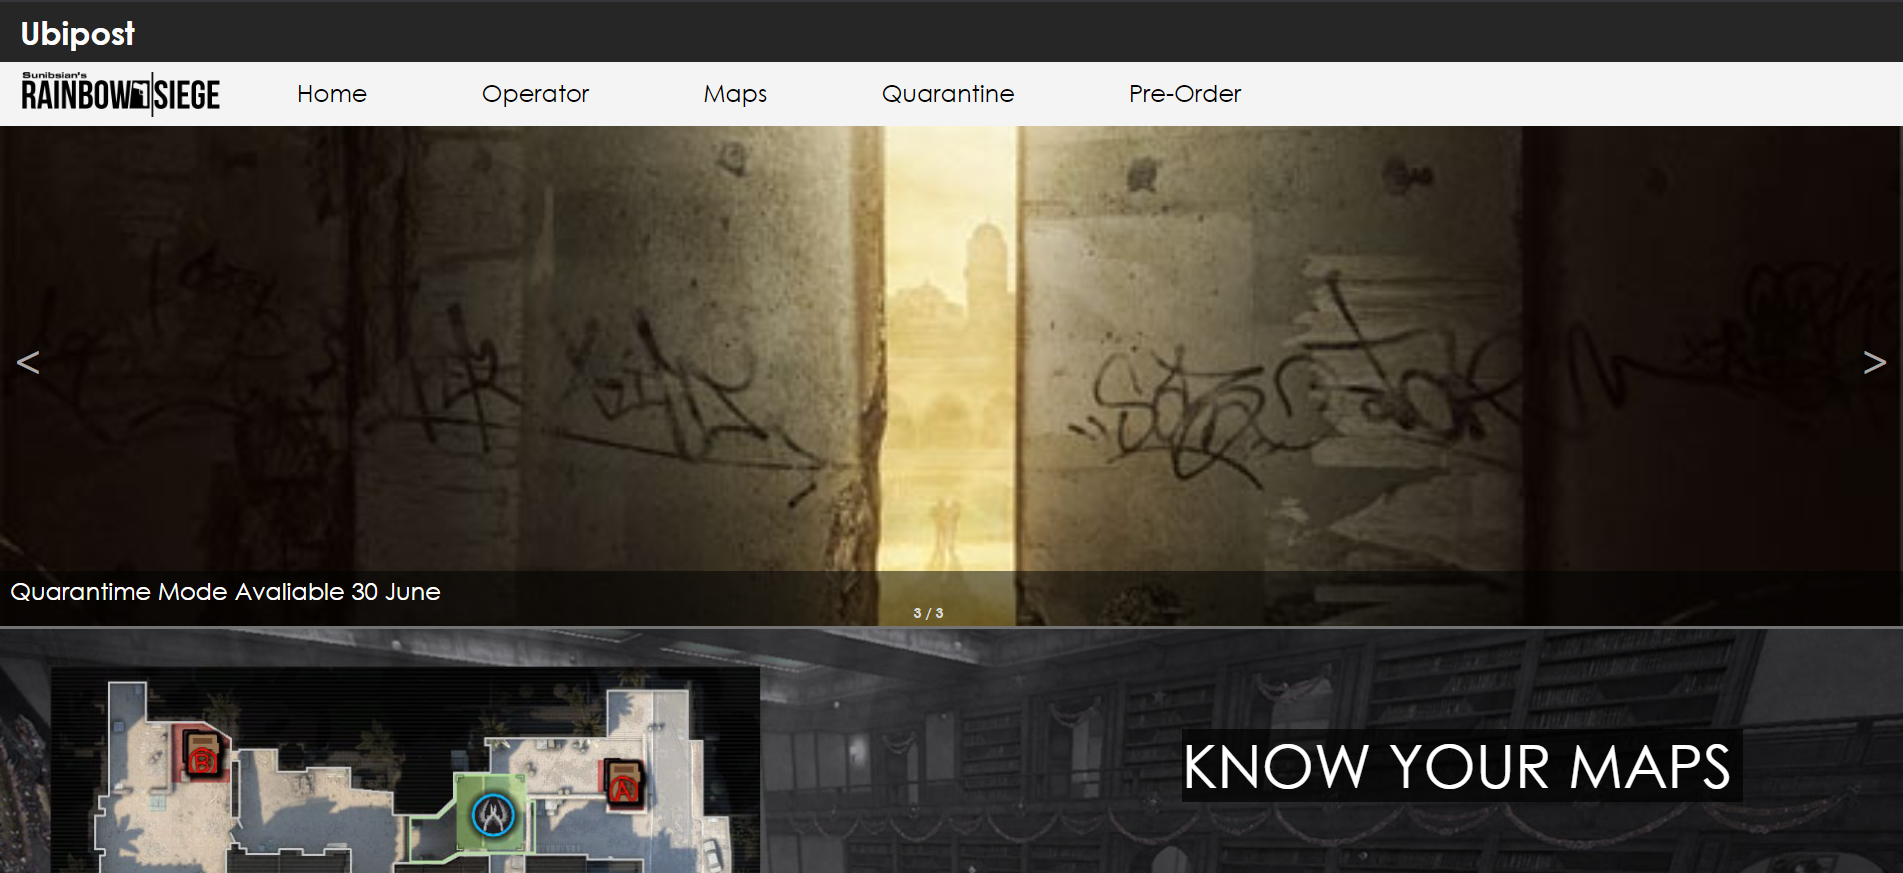 Ubipost
Sunibsian's
RAINBOW SIEGE
Home Operator Maps Quarantine Pre-Order
<
>
Quarantime Mode Avaliable 30 June
3 / 3
B
A
KNOW YOUR MAPS